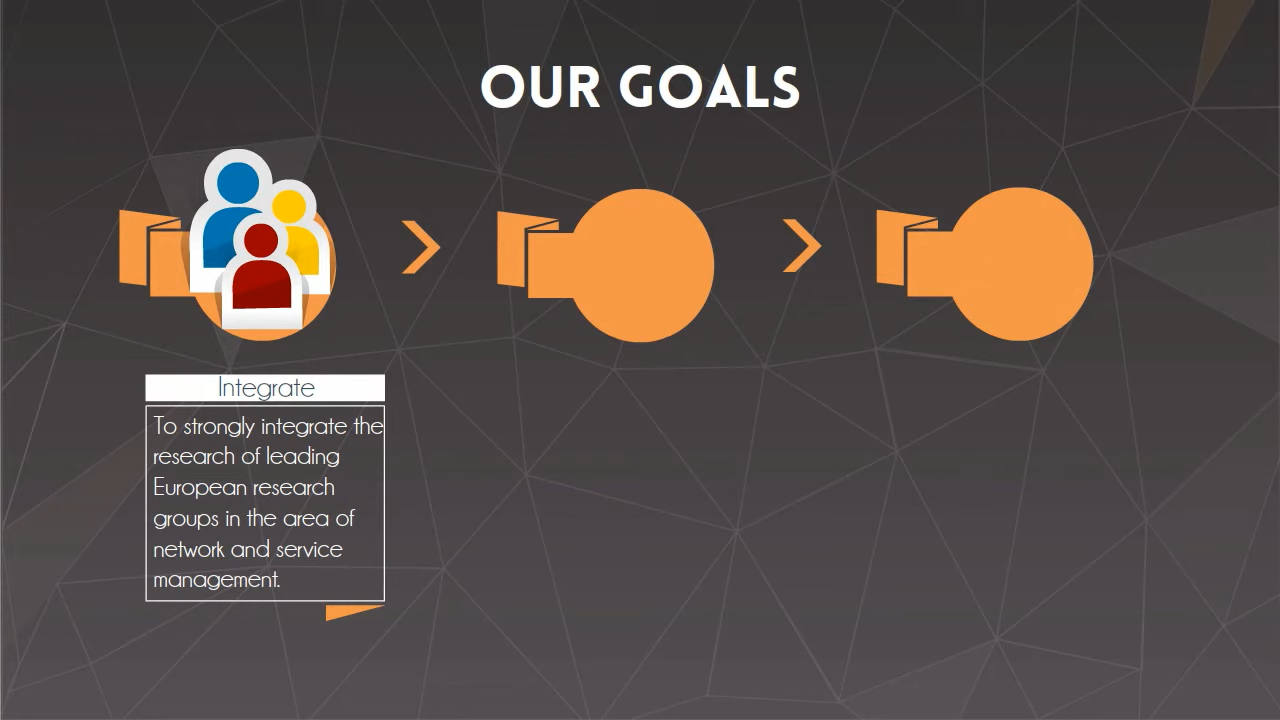 OUR GOALS
Integrate
To strongly integrate the
research of leading
European research
groups in the area of
network and service
management.